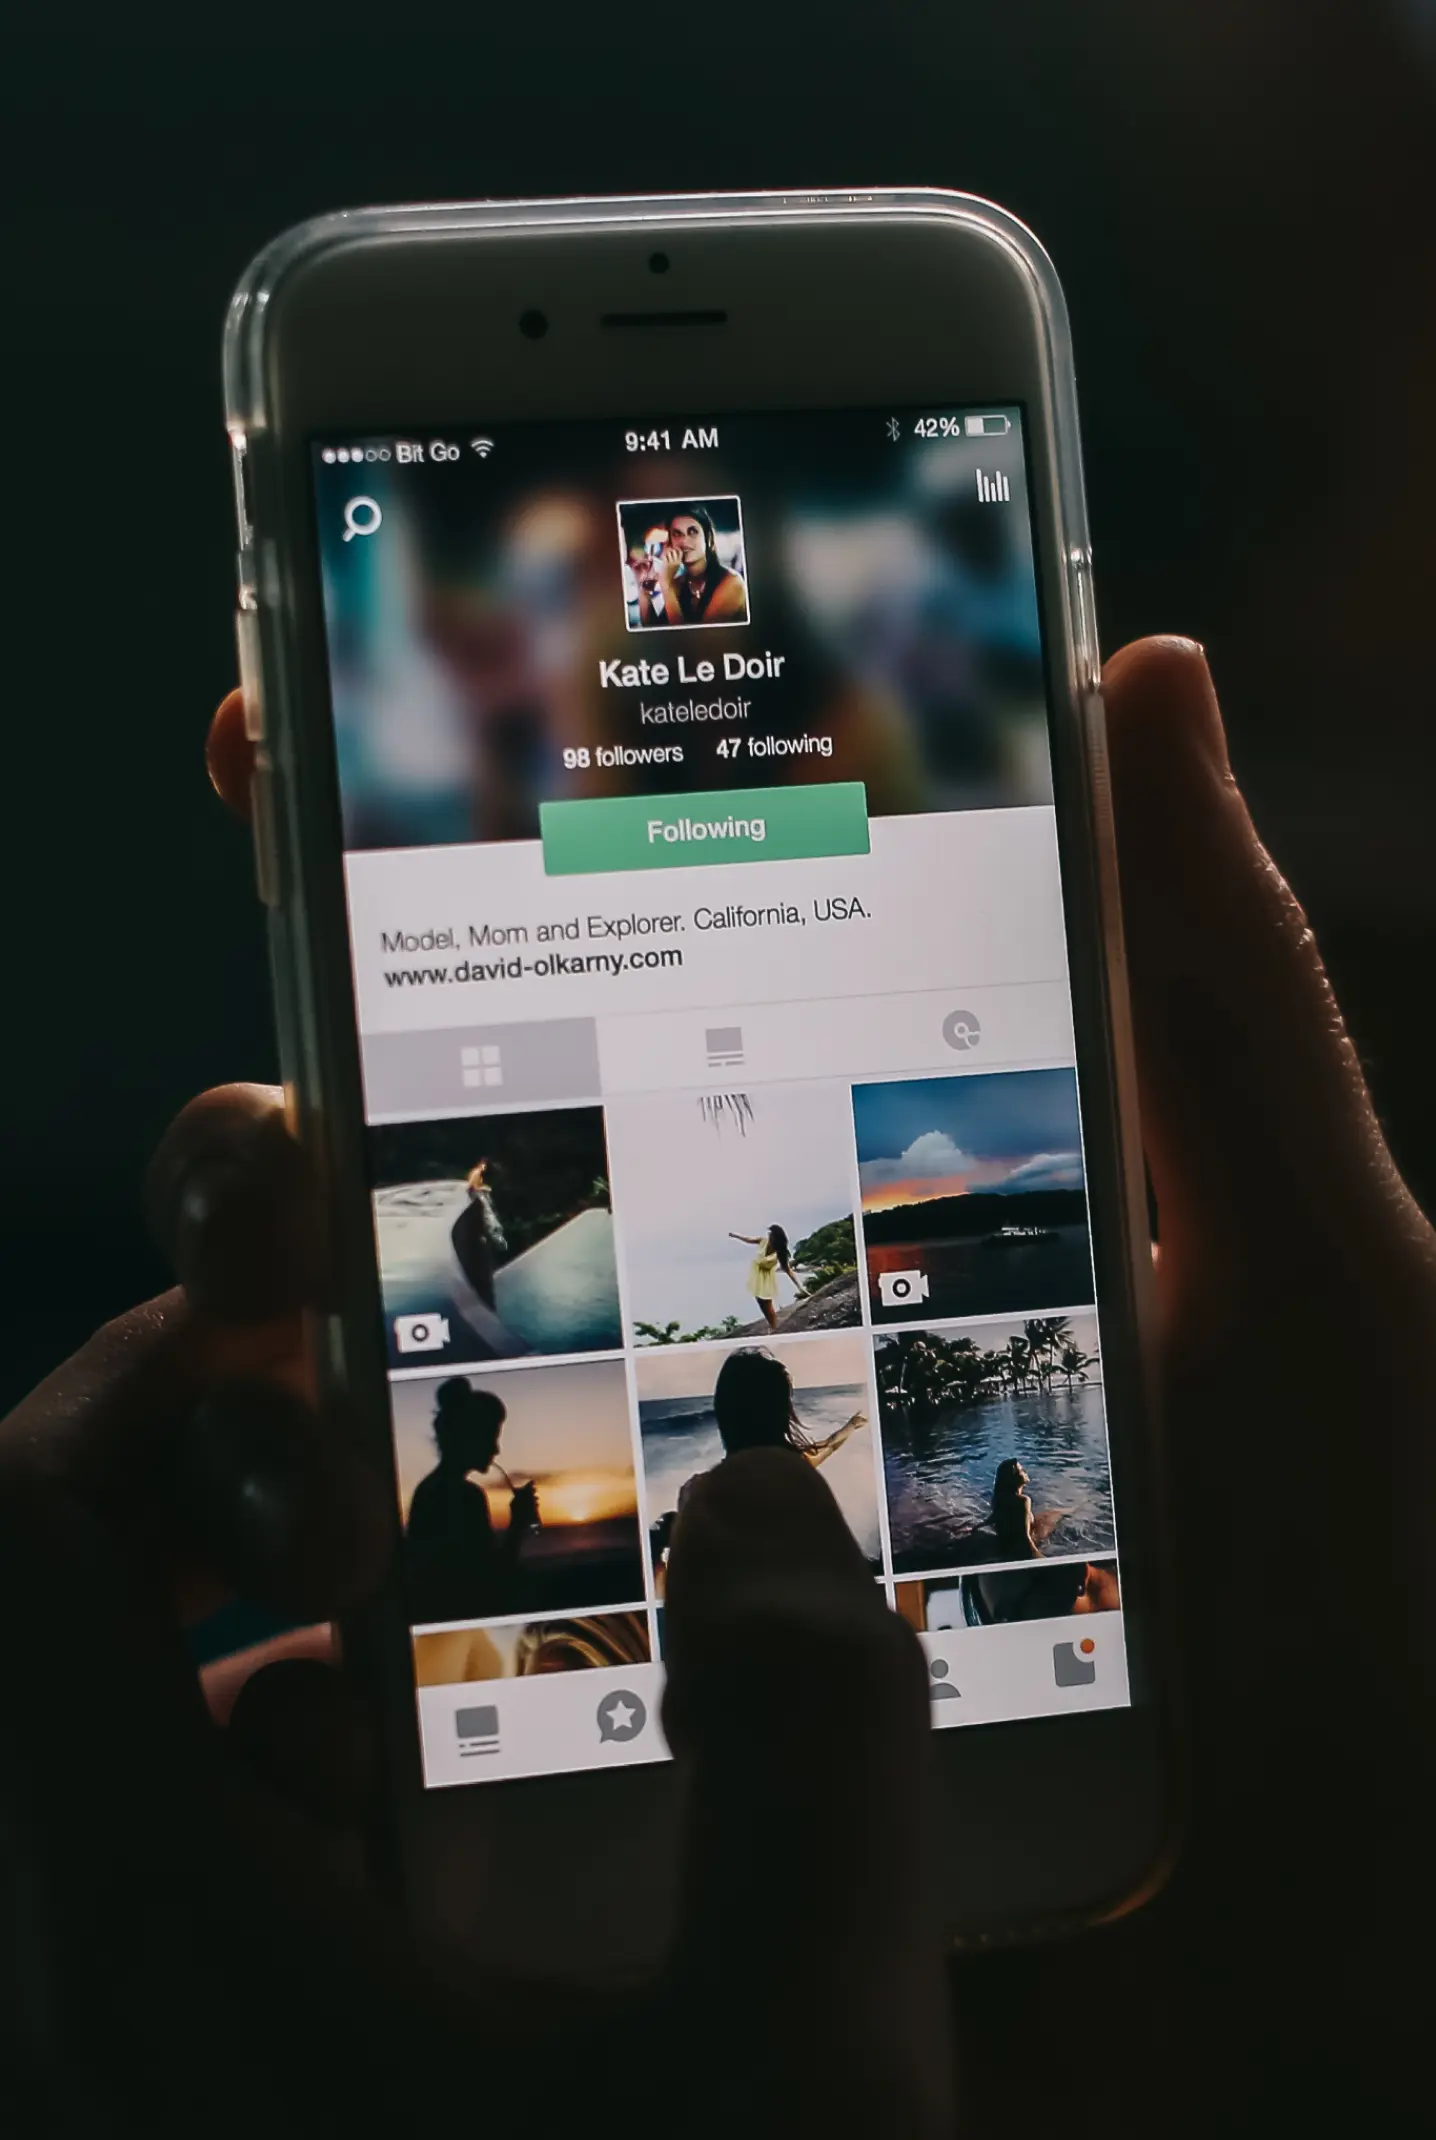 Bit Go 9:41 AM 42%
Kate Le Doir
kateledoir
98 followers 47 following
Following
Model, Mom and Explorer. California, USA.
www.david-olkarny.com